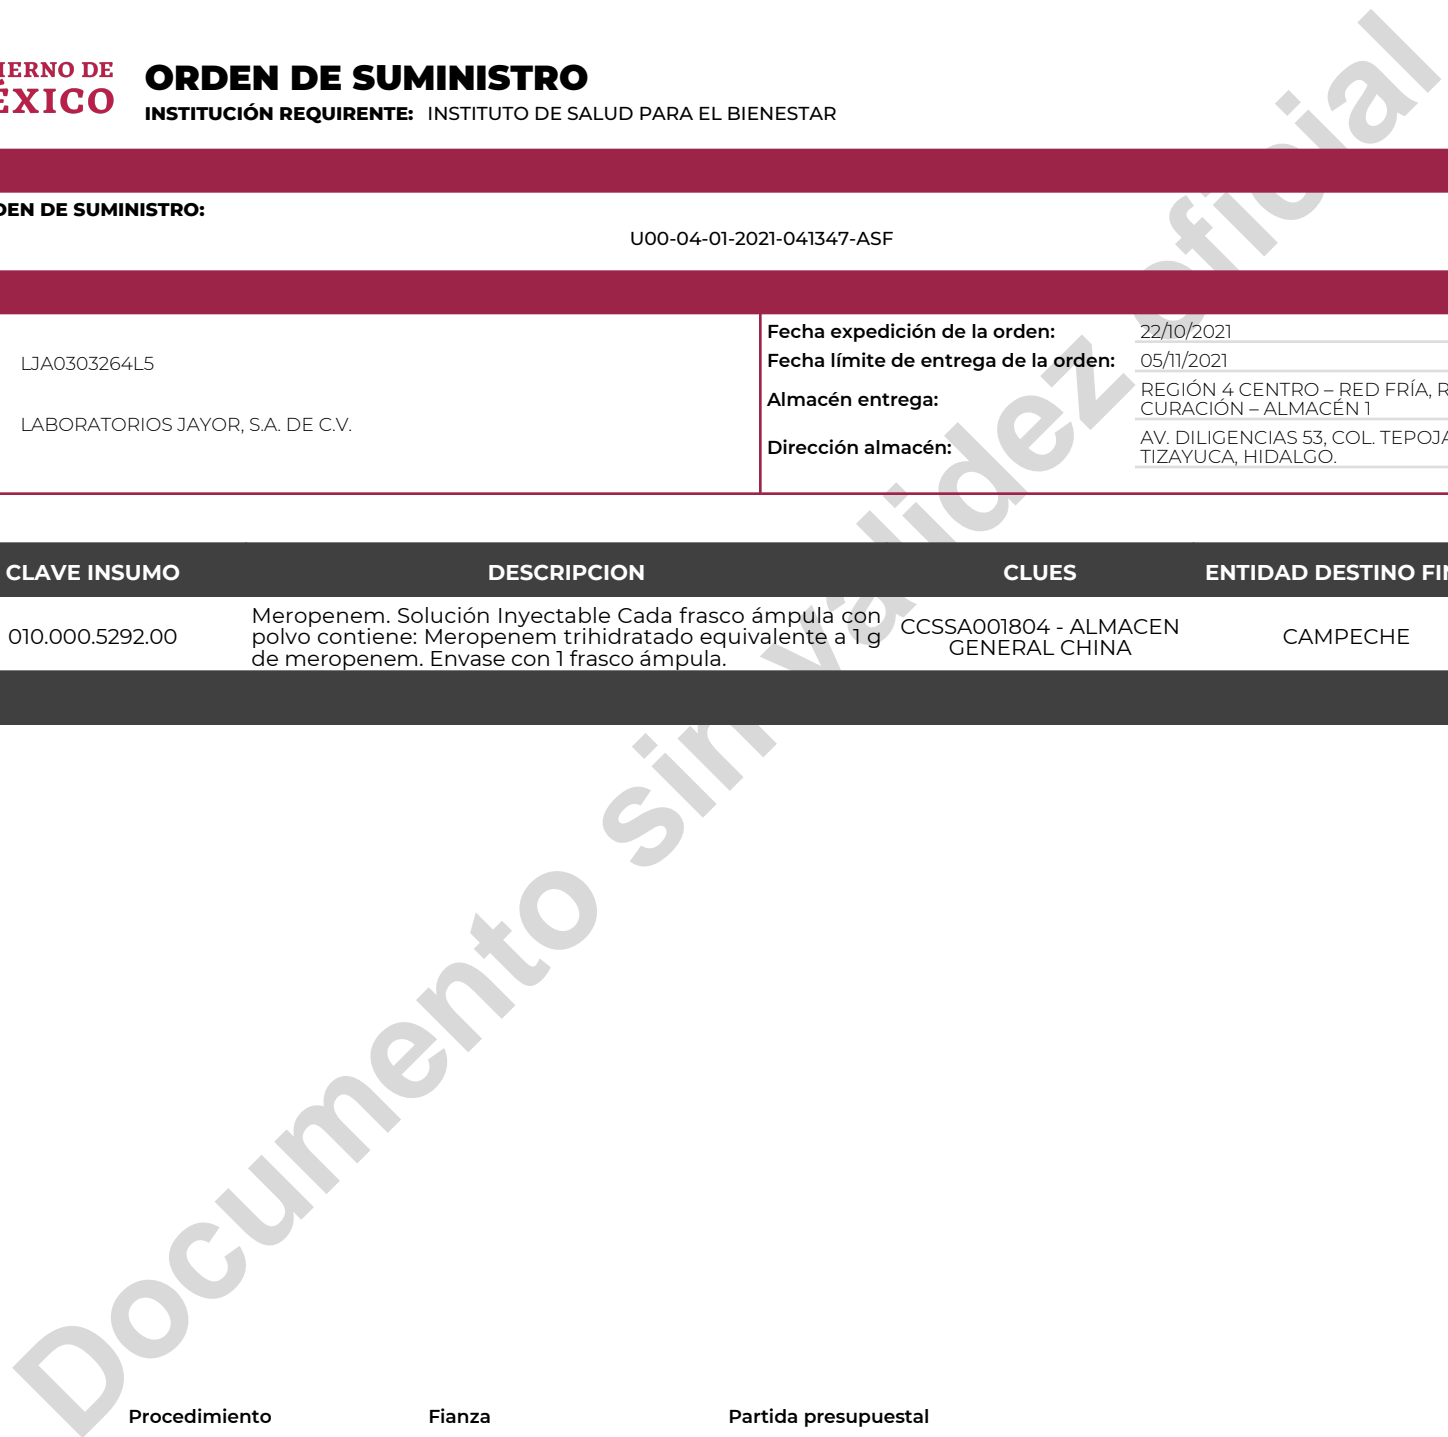 IERNO DE
ÉXICO
ORDEN DE SUMINISTRO
INSTITUCIÓN REQUIRENTE: INSTITUTO DE SALUD PARA EL BIENESTAR
DEN DE SUMINISTRO:
U00-04-01-2021-041347-ASF
LJA0303264L5
LABORATORIOS JAYOR, S.A. DE C.V.
Fecha expedición de la orden: 22/10/2021
Fecha límite de entrega de la orden: 05/11/2021
Almacén entrega: REGIÓN 4 CENTRO – RED FRÍA, R
CURACIÓN – ALMACÉN 1
Dirección almacén: AV. DILIGENCIAS 53, COL. TEPOJA
TIZAYUCA, HIDALGO.
CLAVE INSUMO DESCRIPCION CLUES ENTIDAD DESTINO FIN
010.000.5292.00
Meropenem. Solución Inyectable Cada frasco ámpula con
polvo contiene: Meropenem trihidratado equivalente a 1 g
de meropenem. Envase con 1 frasco ámpula.
CCSSA001804 - ALMACEN
GENERAL CHINA
CAMPECHE
Documento sin validez oficial
Procedimiento Fianza Partida presupuestal